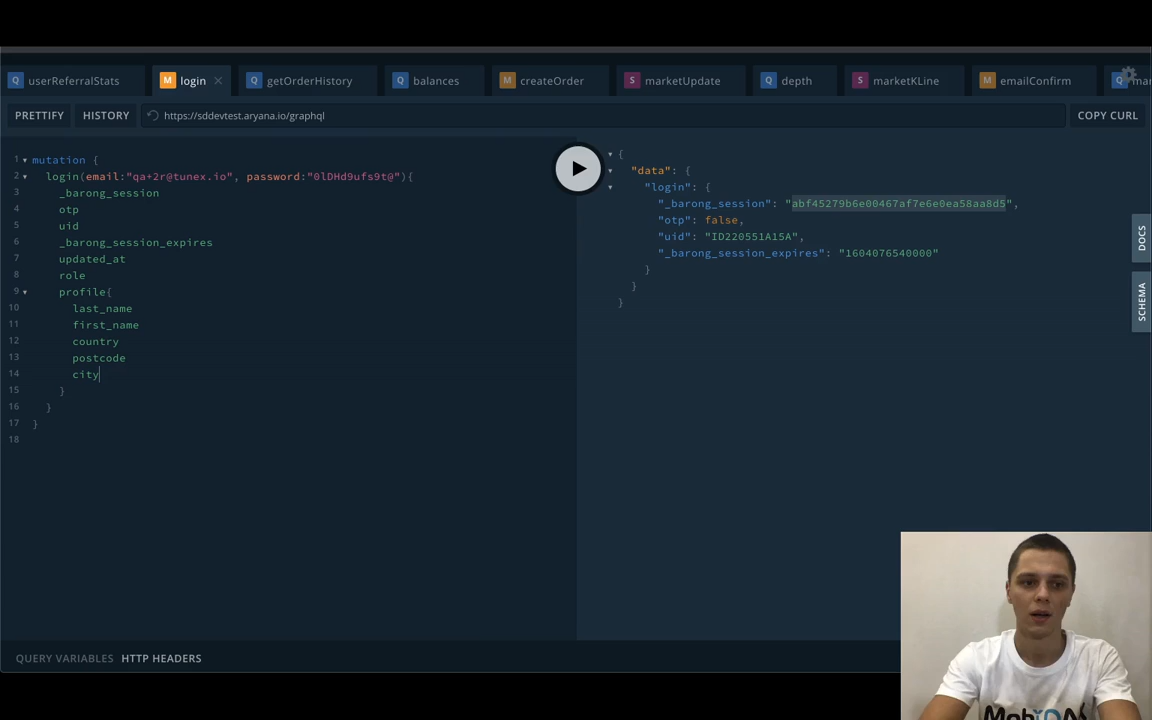 userReferralStats
login
getOrderHistory
balances
createOrder
marketUpdate
depth
marketKLine
emailConfirm
PRETTIFY
HISTORY
https://sddevtest.aryana.io/graphql
COPY CURL
1 mutation {
2 login(email:"qa+2r@tunex.io", password:"0lDHd9ufs9t@"){
3 _barong_session
4 otp
5 uid
6 _barong_session_expires
7 updated_at
8 role
9 profile{
10 last_name
11 first_name
12 country
13 postcode
14 city
15 }
16 }
17 }
18
{
"data": {
"login": {
"_barong_session": "abf45279b6e00467af7e6e0ea58aa8d5",
"otp": false,
"uid": "ID220551A15A",
"_barong_session_expires": "1604076540000"
}
}
}
DOCS
SCHEMA
QUERY VARIABLES
HTTP HEADERS